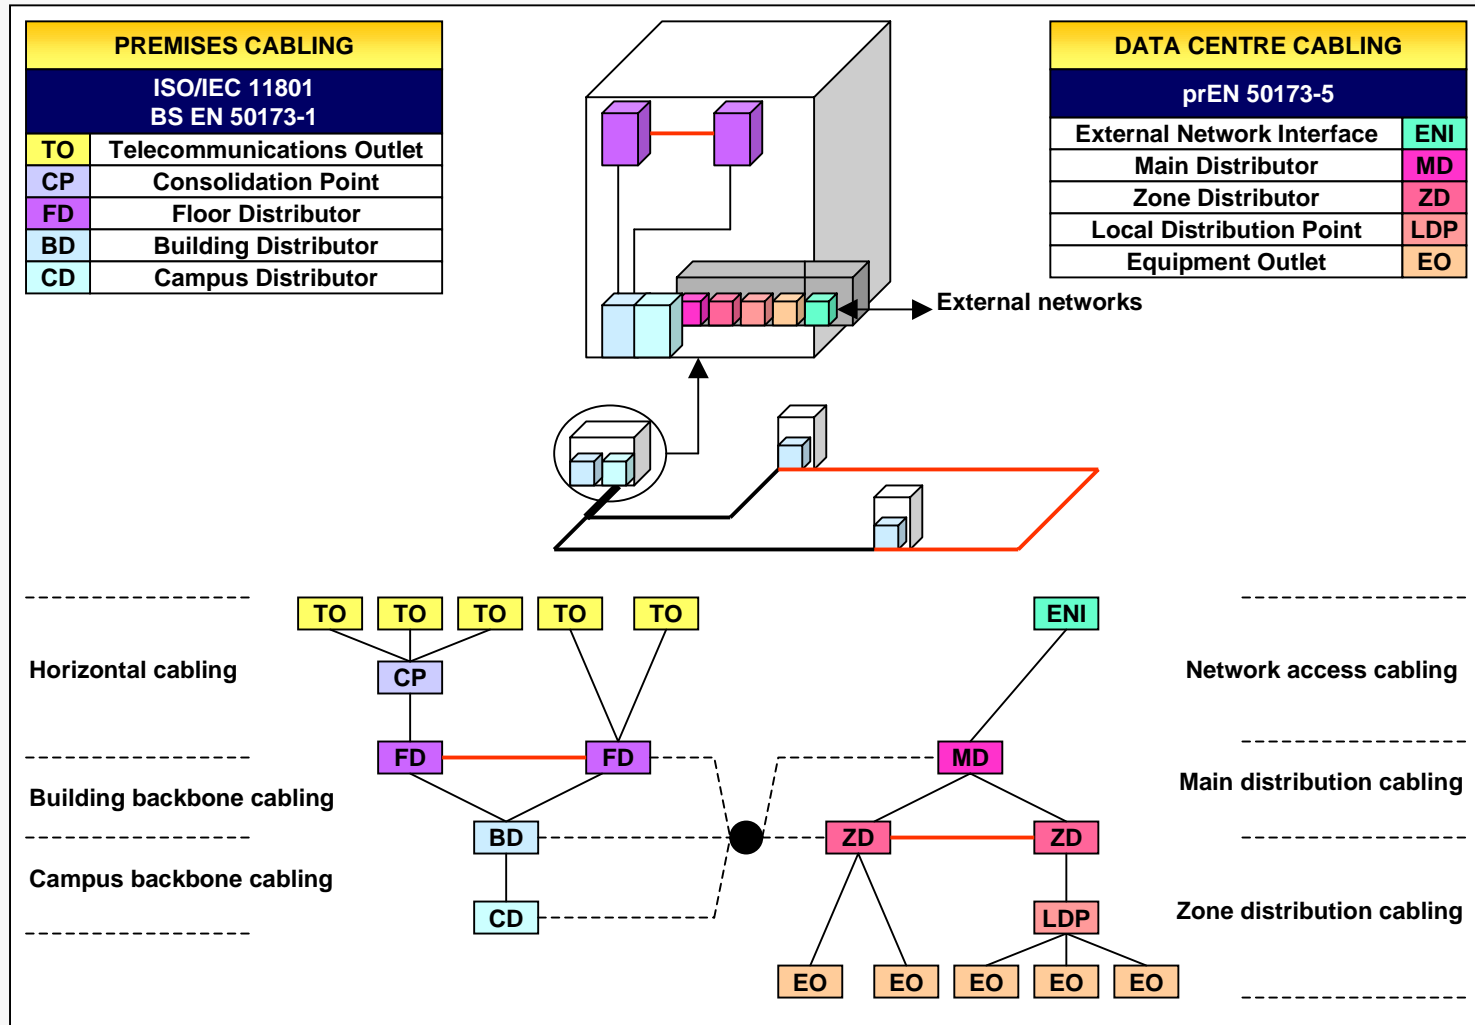 PREMISES CABLING
ISO/IEC 11801
BS EN 50173-1
TO Telecommunications Outlet
CP Consolidation Point
FD Floor Distributor
BD Building Distributor
CD Campus Distributor
DATA CENTRE CABLING
prEN 50173-5
External Network Interface ENI
Main Distributor MD
Zone Distributor ZD
Local Distribution Point LDP
Equipment Outlet EO
External networks
TO TO TO TO TO
ENI
Horizontal cabling
CP
Network access cabling
FD FD
MD
Building backbone cabling
Main distribution cabling
BD
ZD ZD
Campus backbone cabling
CD
LDP
Zone distribution cabling
EO EO EO EO EO